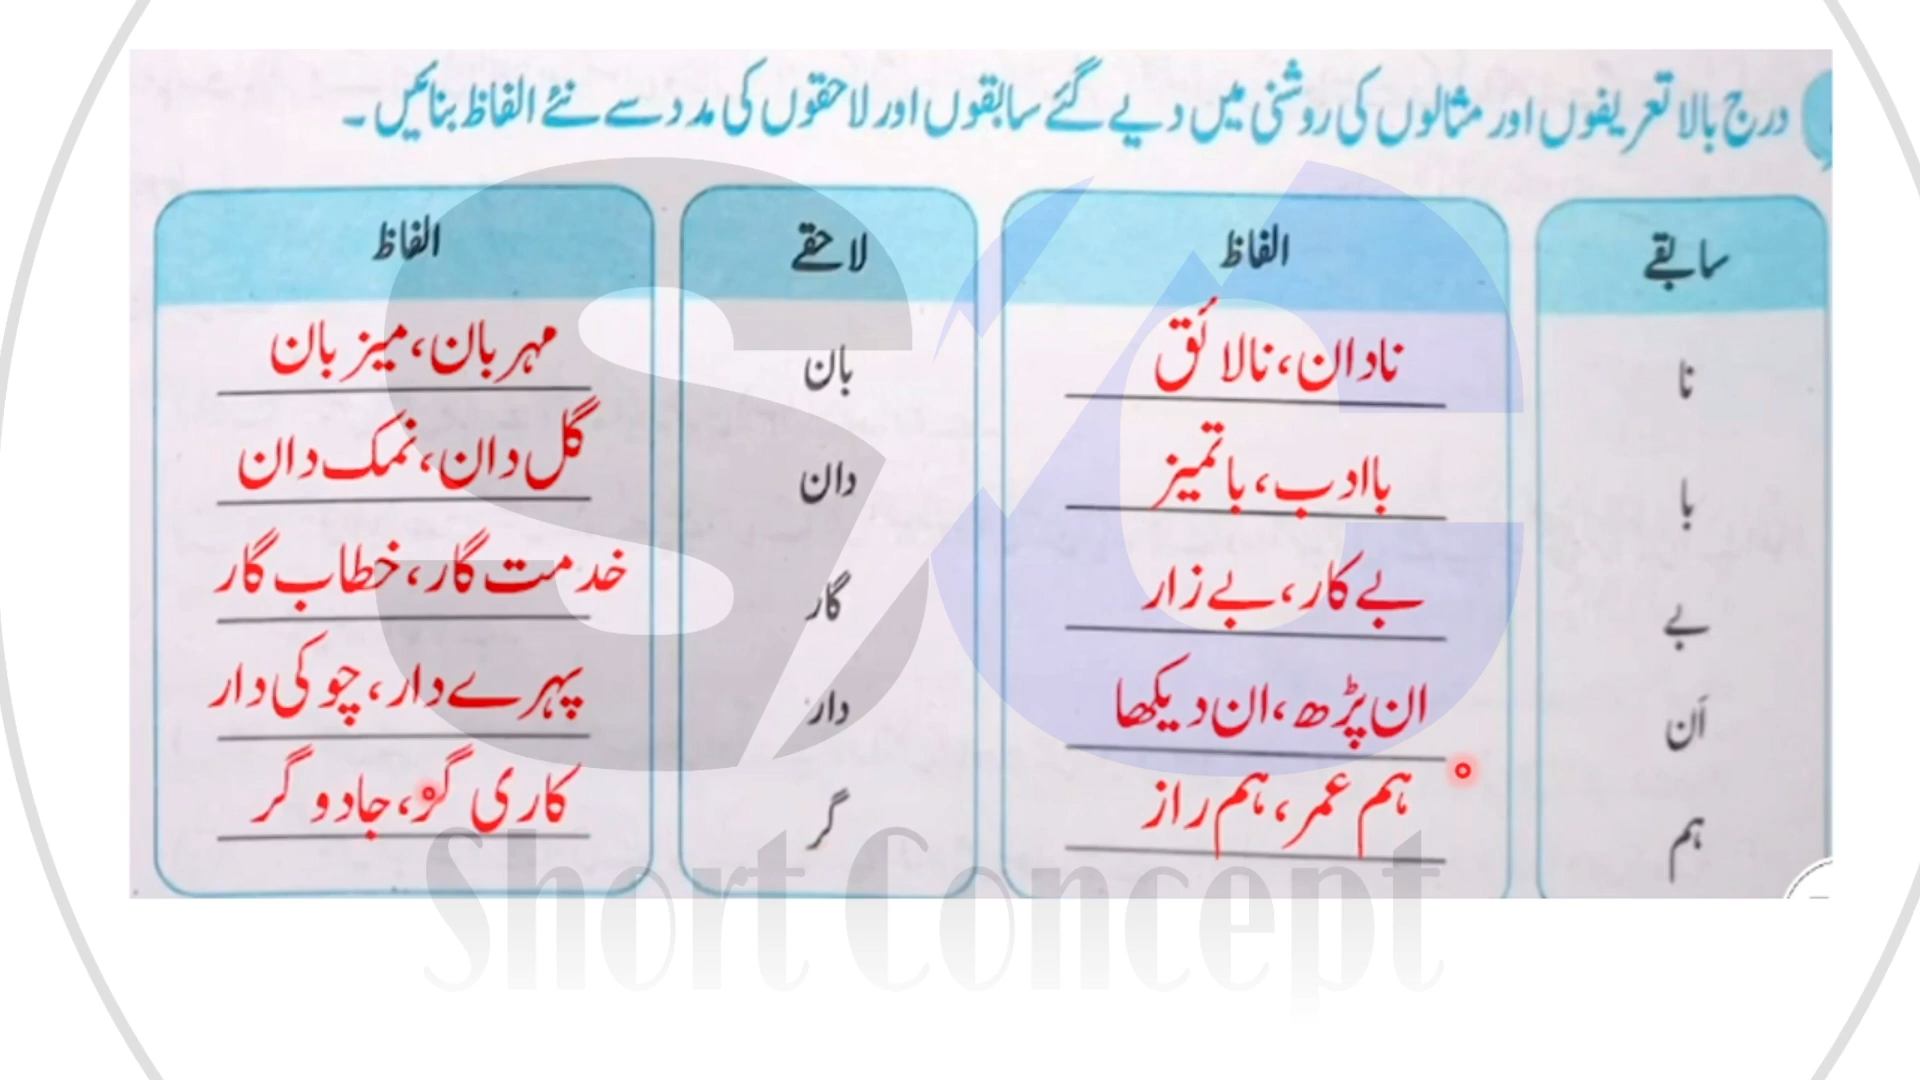 درج بالا تعریفوں اور مثالوں کی روشنی میں دیے گئے سابقوں اور لاحقوں کی مدد سے نئے الفاظ بنائیں۔
سابقے الفاظ لاحقے الفاظ
نا نادان، نالائق بان مہربان، میزبان
با باادب، باتمیز دان گل دان، نمک دان
بے بے کار، بے زار گار خدمت گار، خطاب گار
اَن ان پڑھ، ان دیکھا دار پہرے دار، چوکی دار
ہم ہم عمر، ہم راز گر کاری گر، جادو گر
Short Concept
SC